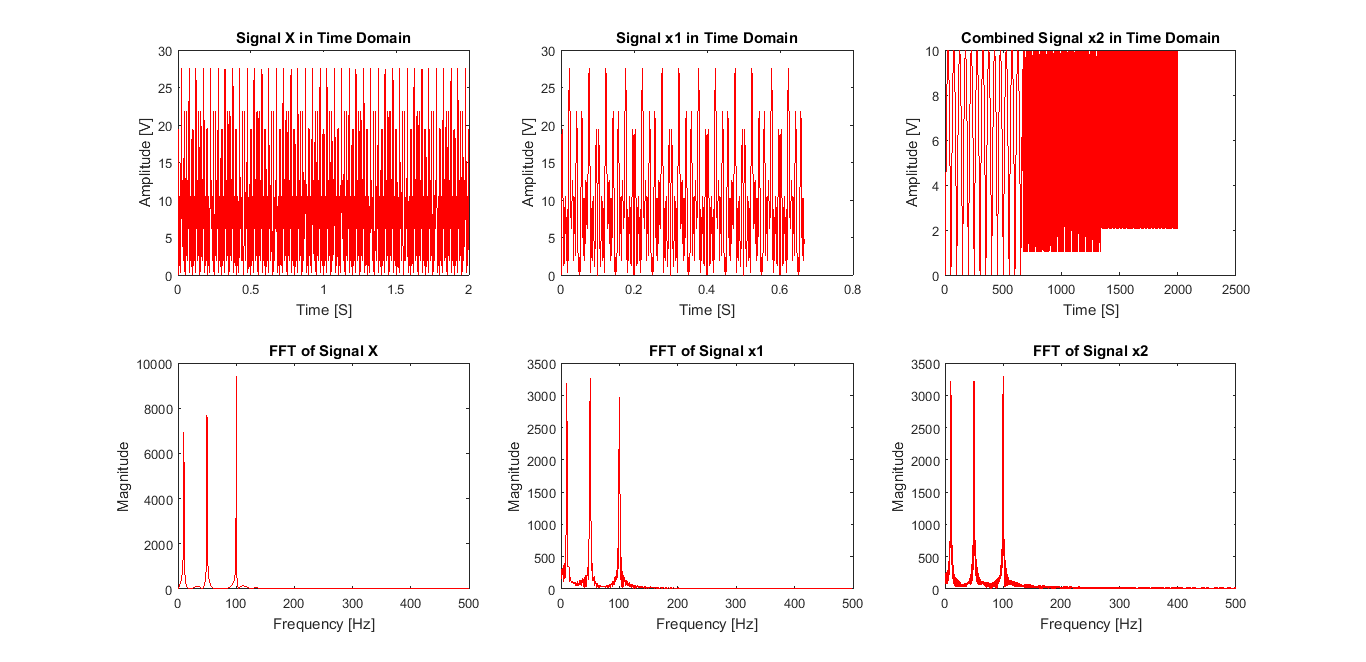 Signal X in Time Domain
30
25
20
15
10
5
0
Amplitude [V]
0 0.5 1 1.5 2
Time [S]
Signal x1 in Time Domain
30
25
20
15
10
5
0
Amplitude [V]
0 0.2 0.4 0.6 0.8
Time [S]
Combined Signal x2 in Time Domain
10
8
6
4
2
0
Amplitude [V]
0 500 1000 1500 2000 2500
Time [S]
FFT of Signal X
10000
8000
6000
4000
2000
0
Magnitude
0 100 200 300 400 500
Frequency [Hz]
FFT of Signal x1
3500
3000
2500
2000
1500
1000
500
0
Magnitude
0 100 200 300 400 500
Frequency [Hz]
FFT of Signal x2
3500
3000
2500
2000
1500
1000
500
0
Magnitude
0 100 200 300 400 500
Frequency [Hz]